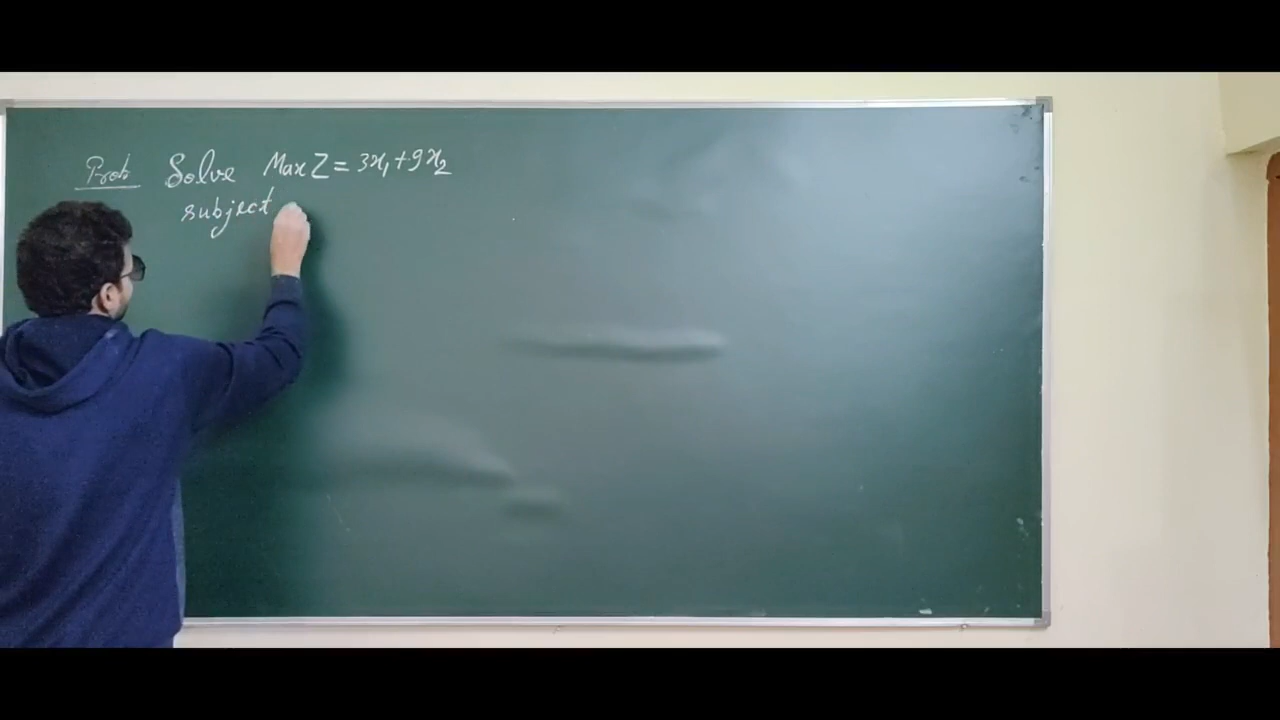 Prob Solve Max Z = 3x₁ + 9x₂
subject